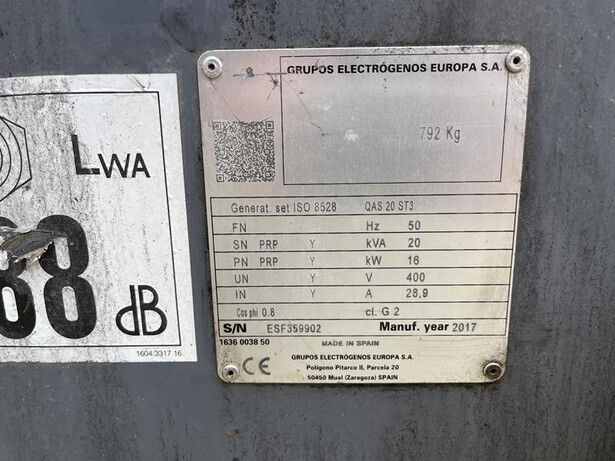 LWA
88
dB
1604 3317 16
GRUPOS ELECTRÓGENOS EUROPA S.A.
792 Kg
Generat. set ISO 8528 QAS 20 ST3
FN Hz 50
SN PRP Y kVA 20
PN PRP Y kW 16
UN Y V 400
IN Y A 28,9
Cos phi 0.8 cl. G 2
S/N ESF359902 Manuf. year 2017
1636 0038 50 MADE IN SPAIN
GRUPOS ELECTRÓGENOS EUROPA S.A.
Polígono Pitarco II, Parcela 20
50450 Muel (Zaragoza) SPAIN
CE